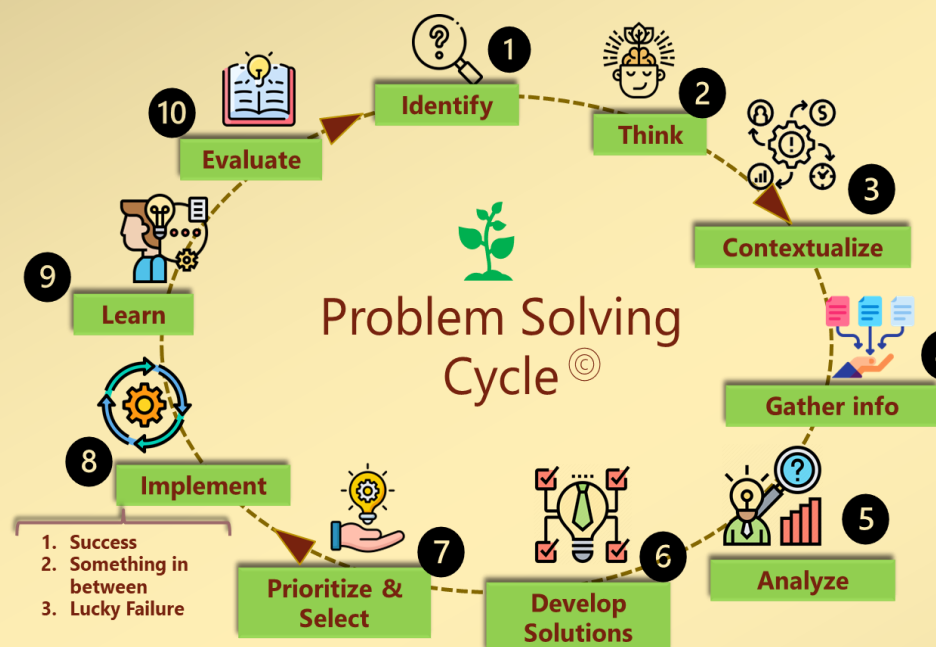 1
Identify
2
Think
3
Contextualize
Gather info
5
Analyze
6
Develop
Solutions
7
Prioritize &
Select
8
Implement
1. Success
2. Something in
between
3. Lucky Failure
9
Learn
10
Evaluate
Problem Solving
Cycle ©